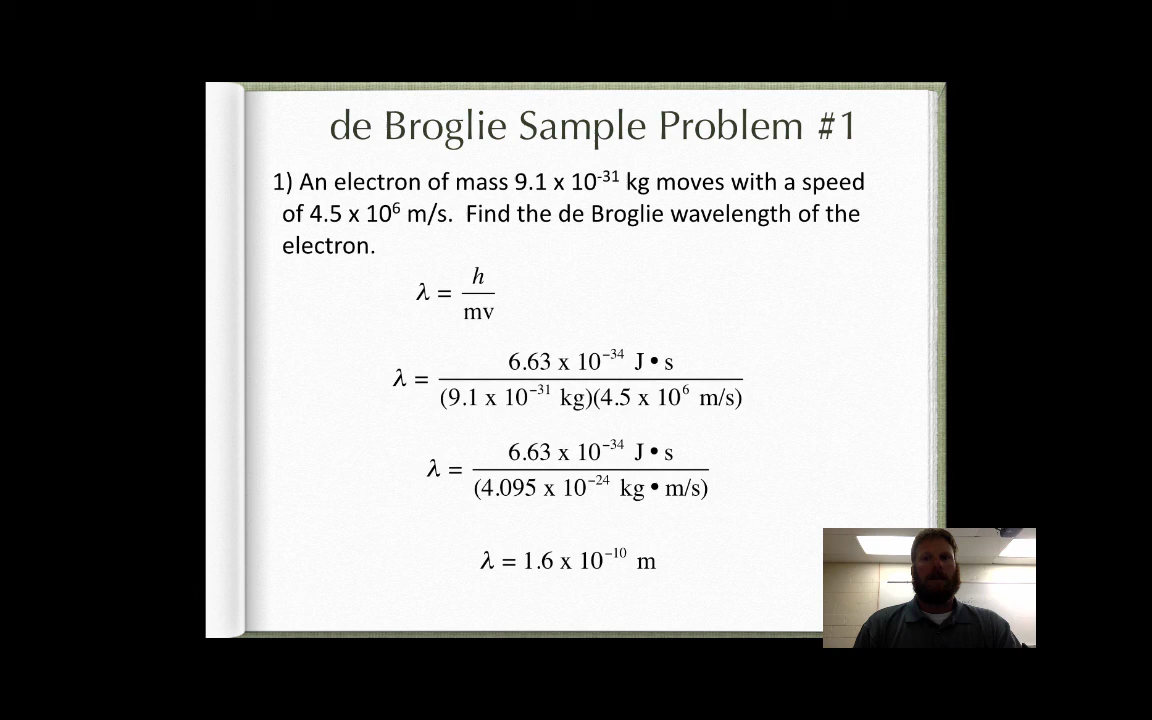 de Broglie Sample Problem #1
1) An electron of mass 9.1 x 10⁻³¹ kg moves with a speed
of 4.5 x 10⁶ m/s.  Find the de Broglie wavelength of the
electron.
λ = h / mv
λ = 6.63 x 10⁻³⁴ J • s / (9.1 x 10⁻³¹ kg)(4.5 x 10⁶ m/s)
λ = 6.63 x 10⁻³⁴ J • s / (4.095 x 10⁻²⁴ kg • m/s)
λ = 1.6 x 10⁻¹⁰ m